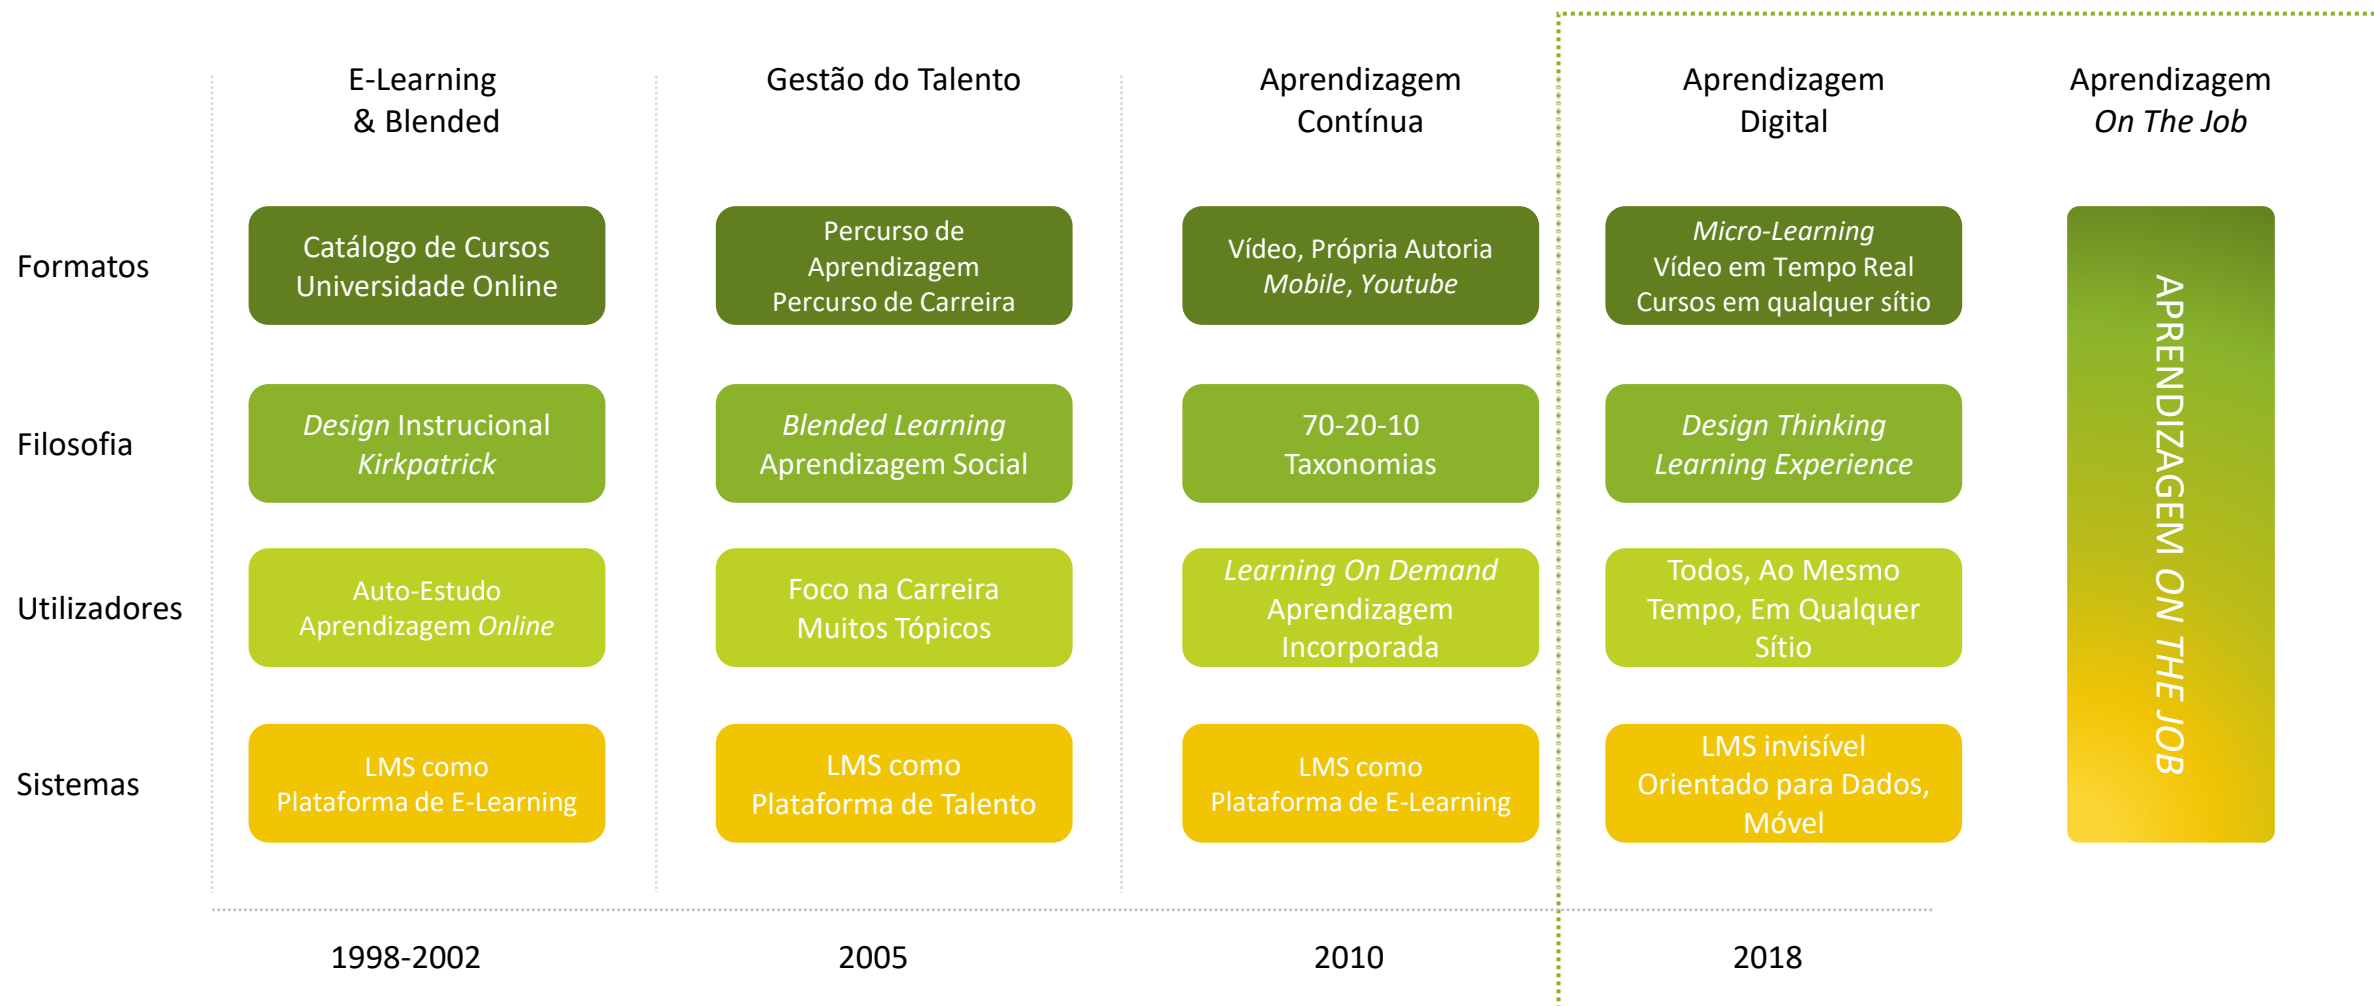 E-Learning
& Blended
Gestão do Talento
Aprendizagem
Contínua
Aprendizagem
Digital
Aprendizagem
On The Job
Formatos
Catálogo de Cursos
Universidade Online
Percurso de
Aprendizagem
Percurso de Carreira
Vídeo, Própria Autoria
Mobile, Youtube
Micro-Learning
Vídeo em Tempo Real
Cursos em qualquer sítio
Filosofia
Design Instrucional
Kirkpatrick
Blended Learning
Aprendizagem Social
70-20-10
Taxonomias
Design Thinking
Learning Experience
Utilizadores
Auto-Estudo
Aprendizagem Online
Foco na Carreira
Muitos Tópicos
Learning On Demand
Aprendizagem
Incorporada
Todos, Ao Mesmo
Tempo, Em Qualquer
Sítio
Sistemas
LMS como
Plataforma de E-Learning
LMS como
Plataforma de Talento
LMS como
Plataforma de E-Learning
LMS invisível
Orientado para Dados,
Móvel
APRENDIZAGEM ON THE JOB
1998-2002
2005
2010
2018